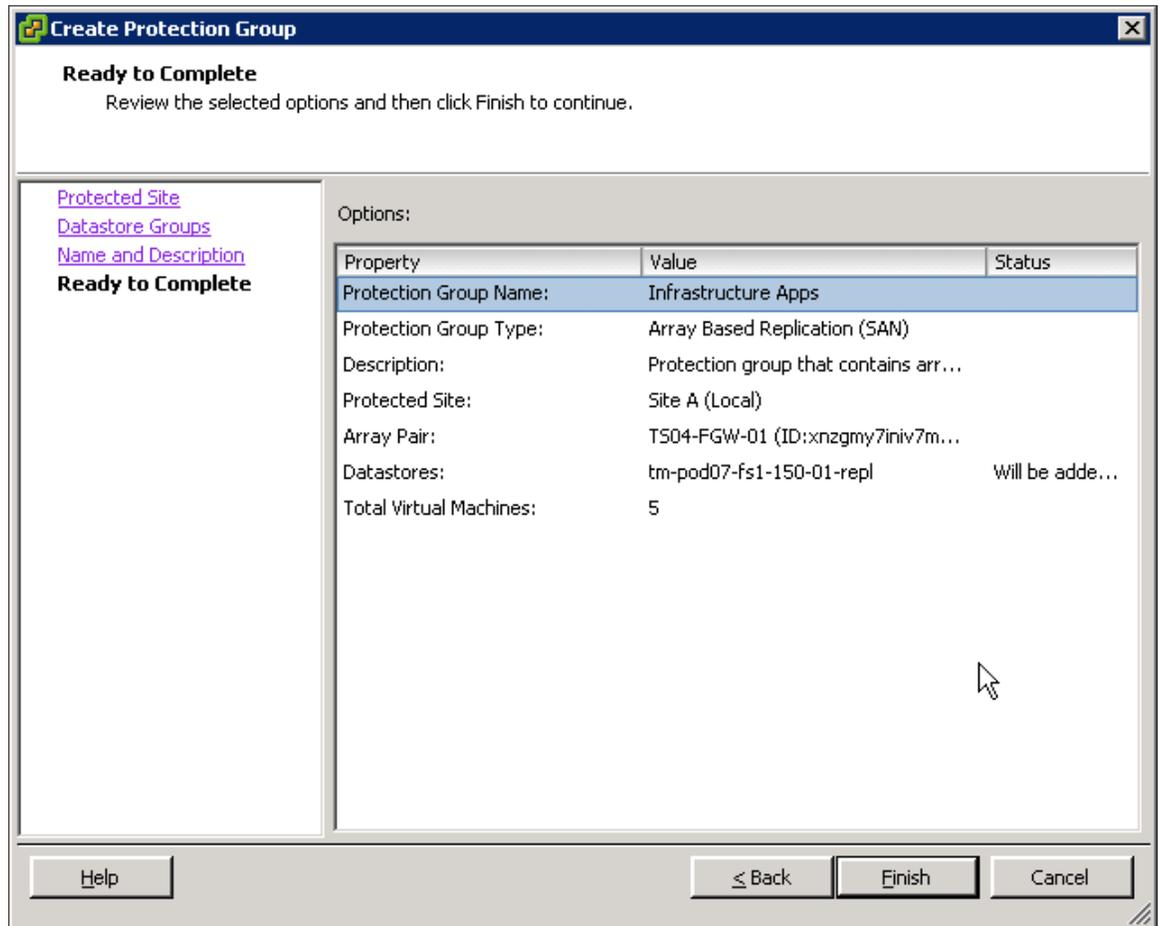 Create Protection Group
Ready to Complete
Review the selected options and then click Finish to continue.
Protected Site
Datastore Groups
Name and Description
Ready to Complete
Options:
Property Value Status
Protection Group Name: Infrastructure Apps
Protection Group Type: Array Based Replication (SAN)
Description: Protection group that contains arr...
Protected Site: Site A (Local)
Array Pair: TS04-FGW-01 (ID:xnzgmy7iniv7m...
Datastores: tm-pod07-fs1-150-01-repl Will be adde...
Total Virtual Machines: 5
Help < Back Finish Cancel